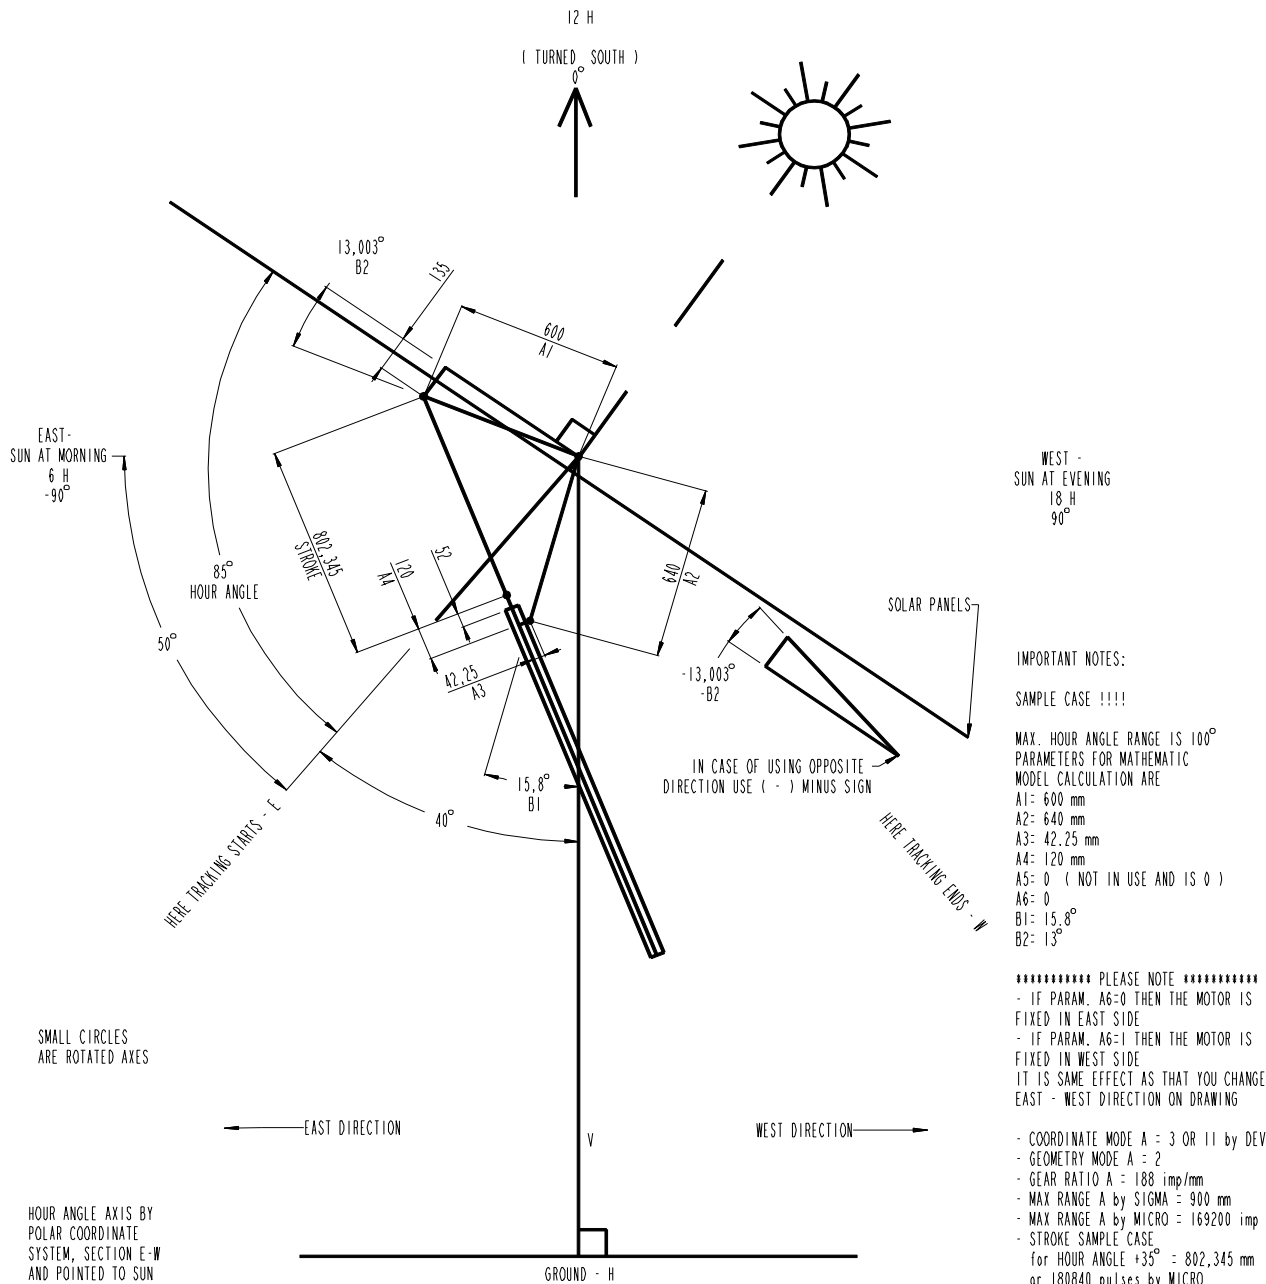 12 H
( TURNED SOUTH )
0°
13,003°
B2
135
600
A1
EAST-
SUN AT MORNING
6 H
-90°
WEST -
SUN AT EVENING
18 H
90°
802,345
STROKE
120
A4
52
640
A2
85°
HOUR ANGLE
50°
42,25
A3
SOLAR PANELS
-13,003°
-B2
15,8°
B1
40°
IN CASE OF USING OPPOSITE
DIRECTION USE ( - ) MINUS SIGN
HERE TRACKING STARTS - E
HERE TRACKING ENDS - W
IMPORTANT NOTES:
SAMPLE CASE !!!!
MAX. HOUR ANGLE RANGE IS 100°
PARAMETERS FOR MATHEMATIC
MODEL CALCULATION ARE
A1= 600 mm
A2= 640 mm
A3= 42.25 mm
A4= 120 mm
A5= 0 ( NOT IN USE AND IS 0 )
A6= 0
B1= 15.8°
B2= 13°
*********** PLEASE NOTE ***********
- IF PARAM. A6=0 THEN THE MOTOR IS
FIXED IN EAST SIDE
- IF PARAM. A6=1 THEN THE MOTOR IS
FIXED IN WEST SIDE
IT IS SAME EFFECT AS THAT YOU CHANGE
EAST - WEST DIRECTION ON DRAWING
- COORDINATE MODE A = 3 OR 11 by DEV
- GEOMETRY MODE A = 2
- GEAR RATIO A = 188 imp/mm
- MAX RANGE A by SIGMA = 900 mm
- MAX RANGE A by MICRO = 169200 imp
- STROKE SAMPLE CASE
for HOUR ANGLE +35° = 802,345 mm
or 180840 pulses by MICRO
SMALL CIRCLES
ARE ROTATED AXES
EAST DIRECTION
WEST DIRECTION
V
HOUR ANGLE AXIS BY
POLAR COORDINATE
SYSTEM, SECTION E-W
AND POINTED TO SUN
GROUND - H